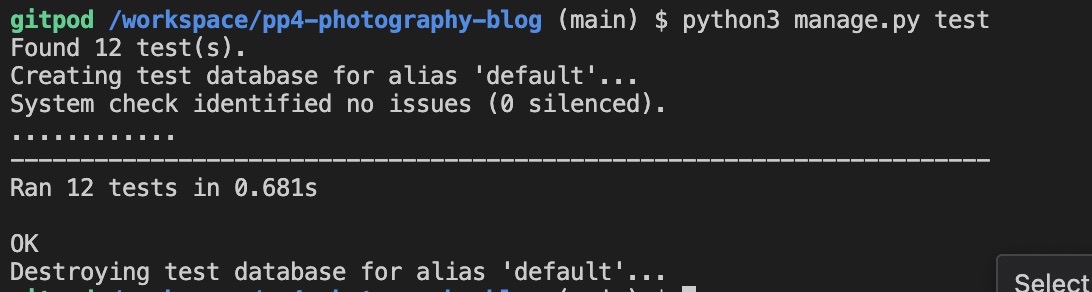 gitpod /workspace/pp4-photography-blog (main) $ python3 manage.py test
Found 12 test(s).
Creating test database for alias 'default'...
System check identified no issues (0 silenced).
............
----------------------------------------------------------------------
Ran 12 tests in 0.681s
OK
Destroying test database for alias 'default'...
Select